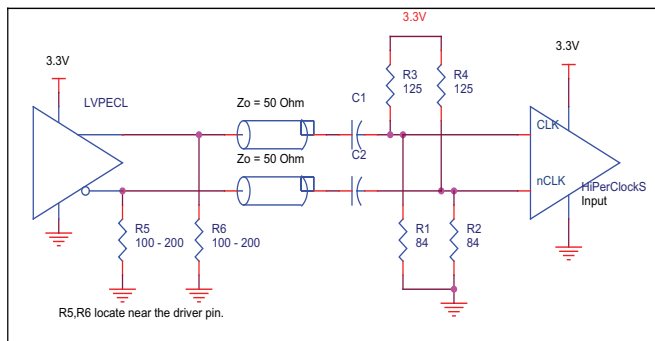 3.3V
3.3V
3.3V
LVPECL
R3
125
R4
125
Zo = 50 Ohm
C1
CLK
Zo = 50 Ohm
C2
nCLK
HiPerClockS
Input
R5
100 - 200
R6
100 - 200
R1
84
R2
84
R5,R6 locate near the driver pin.